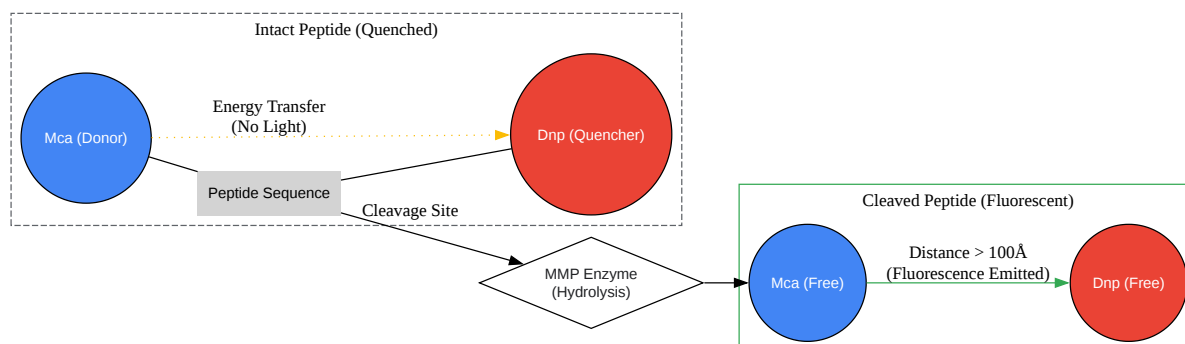 Intact Peptide (Quenched)
Mca (Donor)
Energy Transfer
(No Light)
Dnp (Quencher)
Peptide Sequence
Cleavage Site
MMP Enzyme
(Hydrolysis)
Cleaved Peptide (Fluorescent)
Mca (Free)
Distance > 100Å
(Fluorescence Emitted)
Dnp (Free)